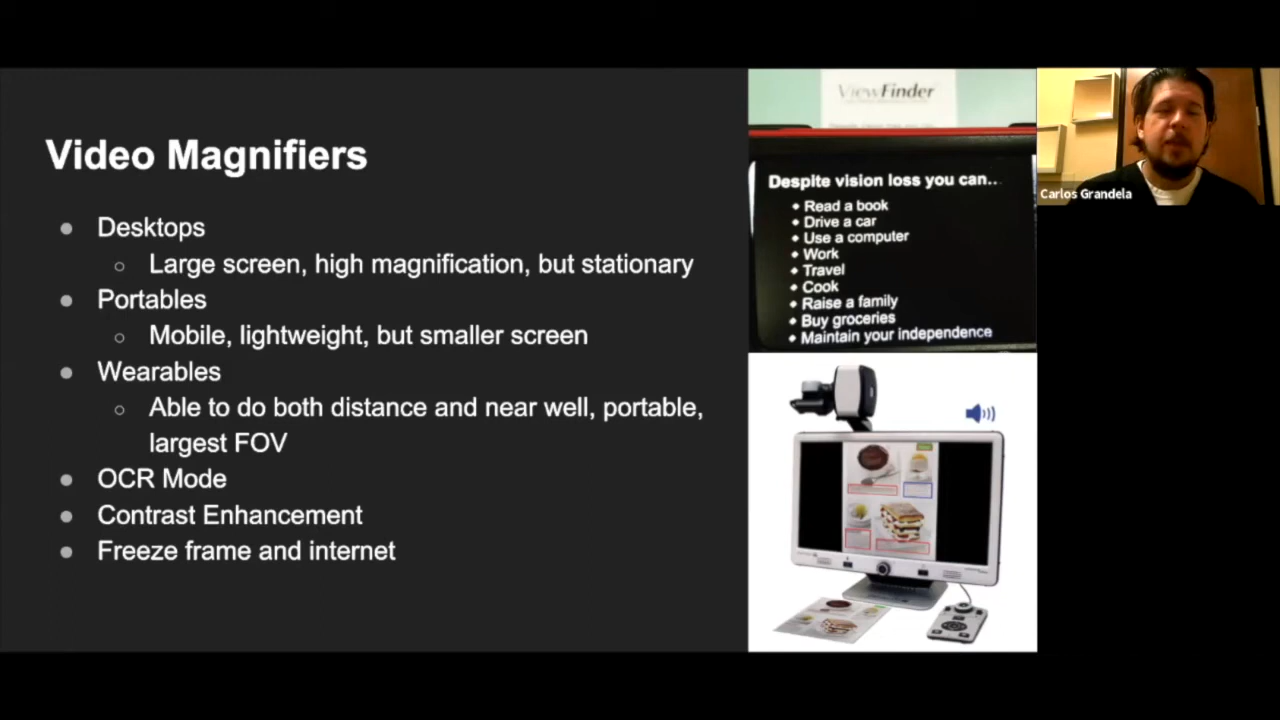 Video Magnifiers
Desktops
Large screen, high magnification, but stationary
Portables
Mobile, lightweight, but smaller screen
Wearables
Able to do both distance and near well, portable,
largest FOV
OCR Mode
Contrast Enhancement
Freeze frame and internet
ViewFinder
Despite vision loss you can..
Read a book
Drive a car
Use a computer
Work
Travel
Cook
Raise a family
Buy groceries
Maintain your independence
Carlos Grandela